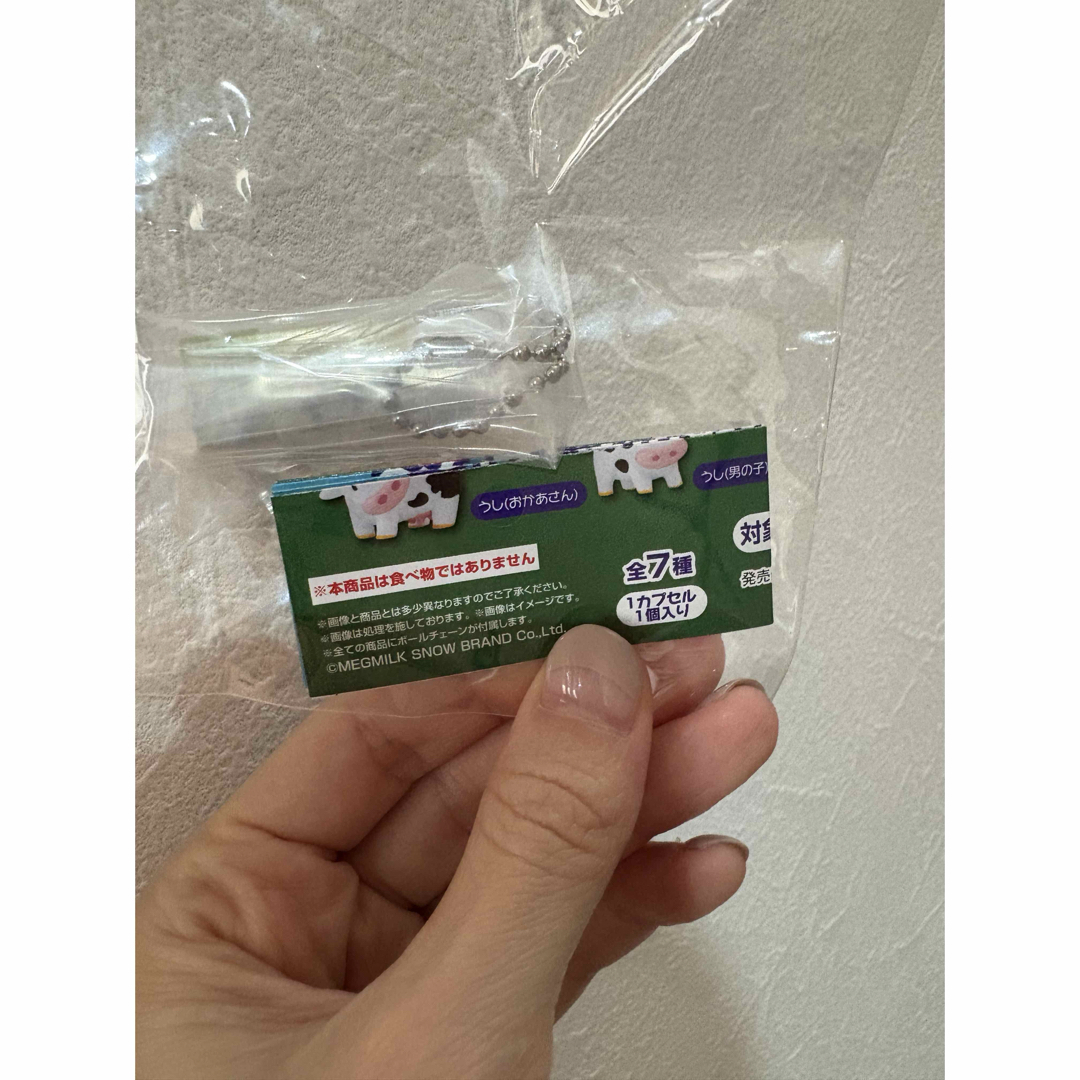 うし(おかあさん)
うし(男の子)
※本商品は食べ物ではありません
※画像と商品とは多少異なりますのでご了承ください。
※画像は処理を施しております。※画像はイメージです。
※全ての商品にボールチェーンが付属します。
©MEGMILK SNOW BRAND Co.,Ltd.
全7種
1カプセル
1個入り
対象
発売